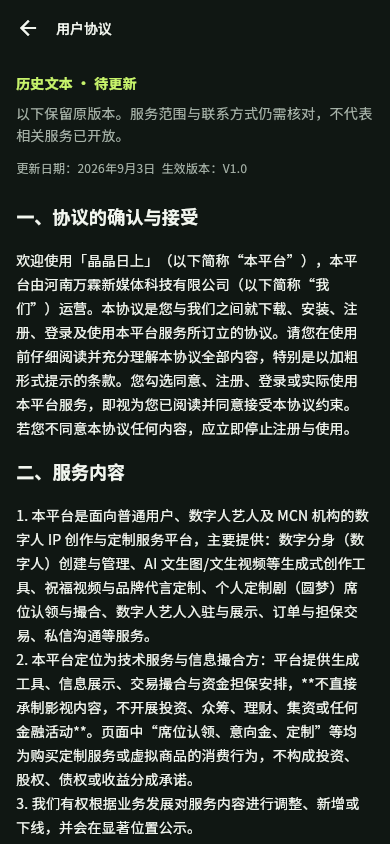 用户协议
历史文本 · 待更新
以下保留原版本。服务范围与联系方式仍需核对，不代表
相关服务已开放。
更新日期：2026年9月3日 生效版本：V1.0
一、协议的确认与接受
欢迎使用「晶晶日上」（以下简称“本平台”），本平
台由河南万霖新媒体科技有限公司（以下简称“我
们”）运营。本协议是您与我们之间就下载、安装、注
册、登录及使用本平台服务所订立的协议。请您在使用
前仔细阅读并充分理解本协议全部内容，特别是以加粗
形式提示的条款。您勾选同意、注册、登录或实际使用
本平台服务，即视为您已阅读并同意接受本协议约束。
若您不同意本协议任何内容，应立即停止注册与使用。
二、服务内容
1. 本平台是面向普通用户、数字人艺人及 MCN 机构的数
字人 IP 创作与定制服务平台，主要提供：数字分身（数
字人）创建与管理、AI 文生图/文生视频等生成式创作工
具、祝福视频与品牌代言定制、个人定制剧（圆梦）席
位认领与撮合、数字人艺人入驻与展示、订单与担保交
易、私信沟通等服务。
2. 本平台定位为技术服务与信息撮合方：平台提供生成
工具、信息展示、交易撮合与资金担保安排，**不直接
承制影视内容，不开展投资、众筹、理财、集资或任何
金融活动**。页面中“席位认领、意向金、定制”等均
为购买定制服务或虚拟商品的消费行为，不构成投资、
股权、债权或收益分成承诺。
3. 我们有权根据业务发展对服务内容进行调整、新增或
下线，并会在显著位置公示。